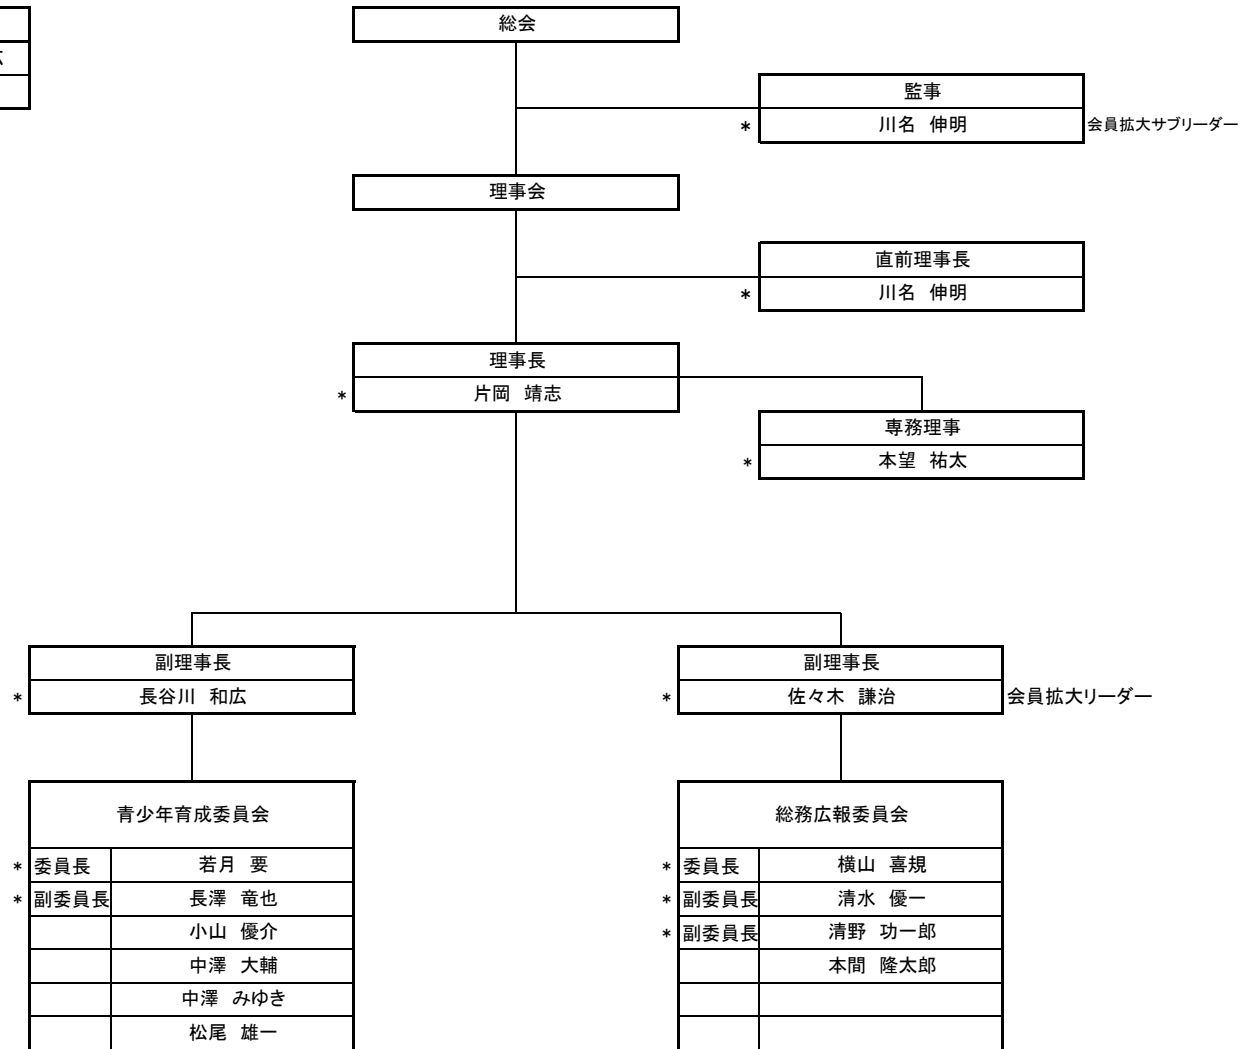 総会
監事
* 川名 伸明 会員拡大サブリーダー
理事会
直前理事長
* 川名 伸明
理事長
* 片岡 靖志
専務理事
* 本望 祐太
副理事長
* 長谷川 和広
副理事長
* 佐々木 謙治 会員拡大リーダー
青少年育成委員会
* 委員長 若月 要
* 副委員長 長澤 竜也
小山 優介
中澤 大輔
中澤 みゆき
松尾 雄一
総務広報委員会
* 委員長 横山 喜規
* 副委員長 清水 優一
* 副委員長 清野 功一郎
本間 隆太郎